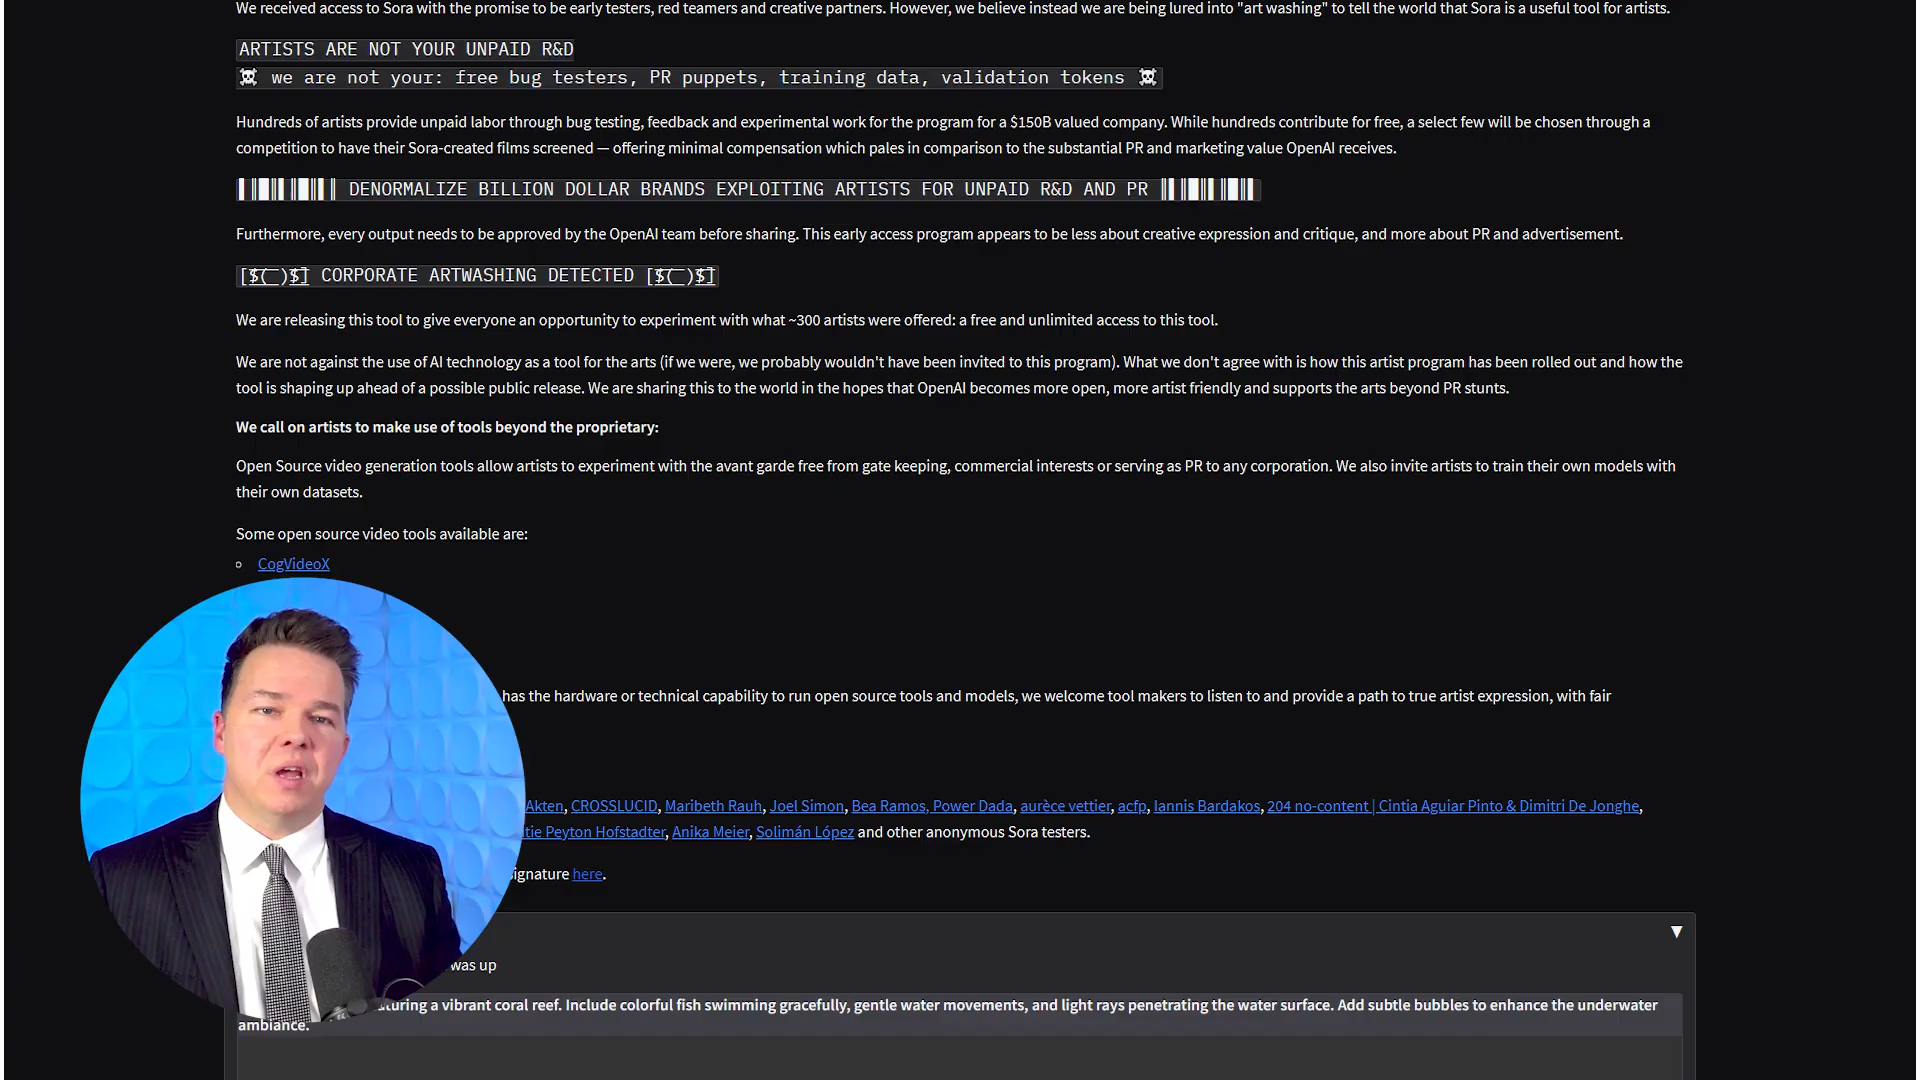 We received access to Sora with the promise to be early testers, red teamers and creative partners. However, we believe instead we are being lured into "art washing" to tell the world that Sora is a useful tool for artists.
ARTISTS ARE NOT YOUR UNPAID R&D
☠ we are not your: free bug testers, PR puppets, training data, validation tokens ☠
Hundreds of artists provide unpaid labor through bug testing, feedback and experimental work for the program for a $150B valued company. While hundreds contribute for free, a select few will be chosen through a
competition to have their Sora-created films screened — offering minimal compensation which pales in comparison to the substantial PR and marketing value OpenAI receives.
DENORMALIZE BILLION DOLLAR BRANDS EXPLOITING ARTISTS FOR UNPAID R&D AND PR
Furthermore, every output needs to be approved by the OpenAI team before sharing. This early access program appears to be less about creative expression and critique, and more about PR and advertisement.
[$(͟ )$] CORPORATE ARTWASHING DETECTED [$(͟ )$]
We are releasing this tool to give everyone an opportunity to experiment with what ~300 artists were offered: a free and unlimited access to this tool.
We are not against the use of AI technology as a tool for the arts (if we were, we probably wouldn't have been invited to this program). What we don't agree with is how this artist program has been rolled out and how the
tool is shaping up ahead of a possible public release. We are sharing this to the world in the hopes that OpenAI becomes more open, more artist friendly and supports the arts beyond PR stunts.
We call on artists to make use of tools beyond the proprietary:
Open Source video generation tools allow artists to experiment with the avant garde free from gate keeping, commercial interests or serving as PR to any corporation. We also invite artists to train their own models with
their own datasets.
Some open source video tools available are:
CogVideoX
has the hardware or technical capability to run open source tools and models, we welcome tool makers to listen to and provide a path to true artist expression, with fair
Akten, CROSSLUCID, Maribeth Rauh, Joel Simon, Bea Ramos, Power Dada, aurèce vettier, acfp, Iannis Bardakos, 204 no-content | Cintia Aguiar Pinto & Dimitri De Jonghe,
Peyton Hofstadter, Anika Meier, Solimán López and other anonymous Sora testers.
here.
was up
a vibrant coral reef. Include colorful fish swimming gracefully, gentle water movements, and light rays penetrating the water surface. Add subtle bubbles to enhance the underwater
ambiance.